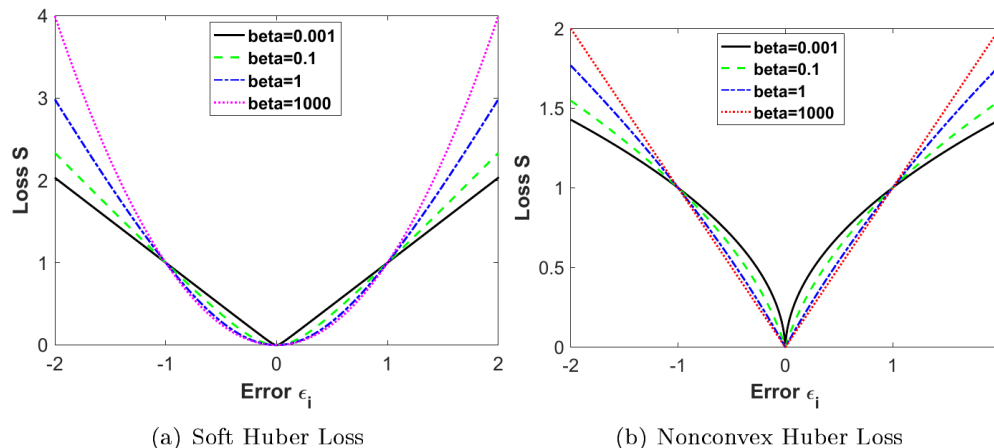 4
3
2
1
0
-2
-1
0
1
2
Loss S
Error ϵi
beta=0.001
beta=0.1
beta=1
beta=1000
(a) Soft Huber Loss
2
1.5
1
0.5
0
-2
-1
0
1
Loss S
Error ϵi
beta=0.001
beta=0.1
beta=1
beta=1000
(b) Nonconvex Huber Loss